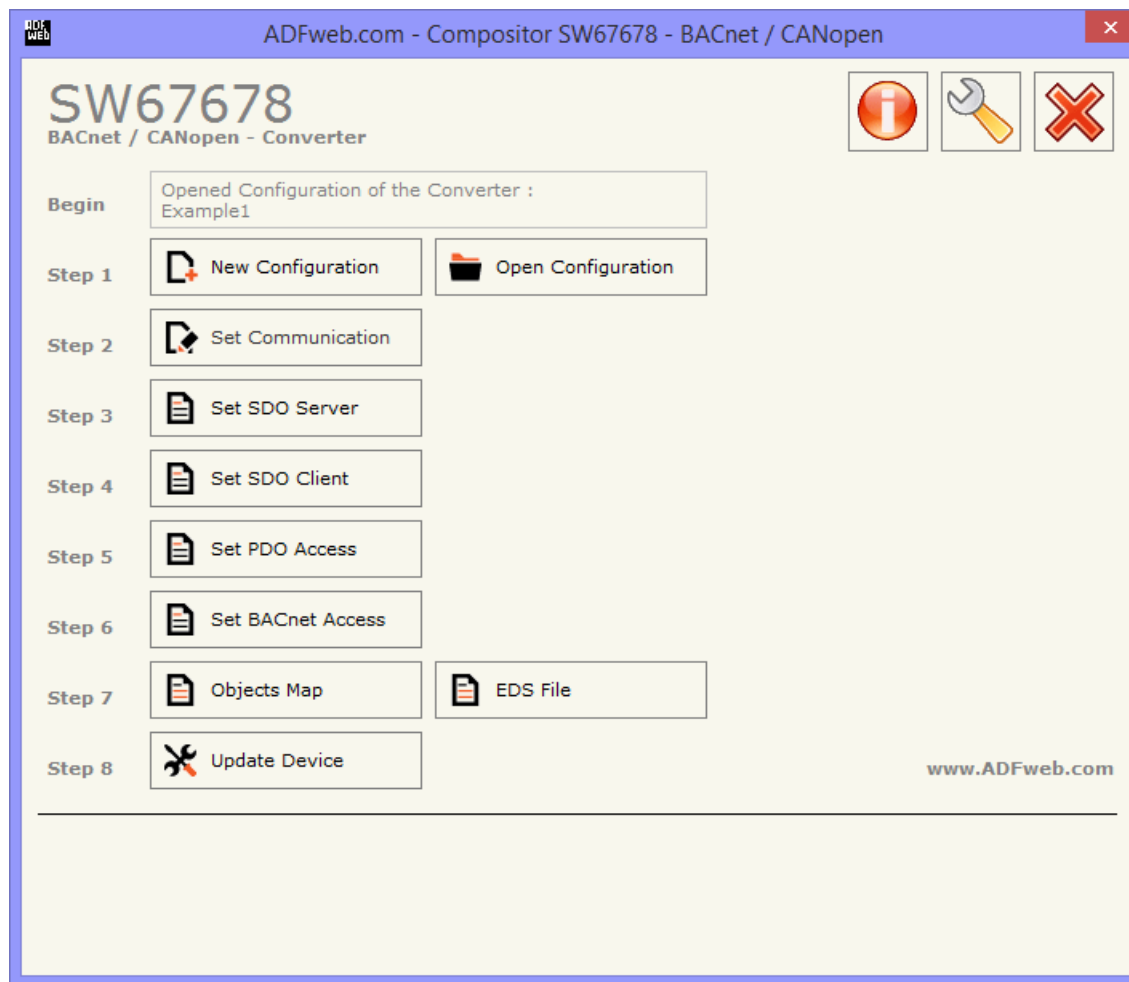 ADF
WEB
ADFweb.com - Compositor SW67678 - BACnet / CANopen
SW67678
BACnet / CANopen - Converter
Begin
Opened Configuration of the Converter :
Example1
Step 1
New Configuration
Open Configuration
Step 2
Set Communication
Step 3
Set SDO Server
Step 4
Set SDO Client
Step 5
Set PDO Access
Step 6
Set BACnet Access
Step 7
Objects Map
EDS File
Step 8
Update Device
www.ADFweb.com